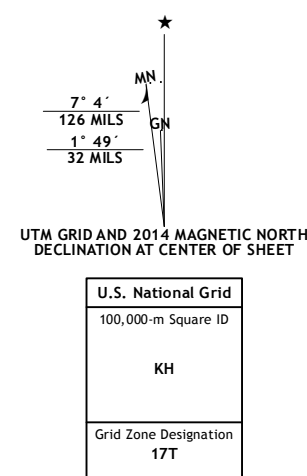 ★
MN
7° 4´
126 MILS
GN
1° 49´
32 MILS
UTM GRID AND 2014 MAGNETIC NORTH
DECLINATION AT CENTER OF SHEET
U.S. National Grid
100,000-m Square ID
KH
Grid Zone Designation
17T